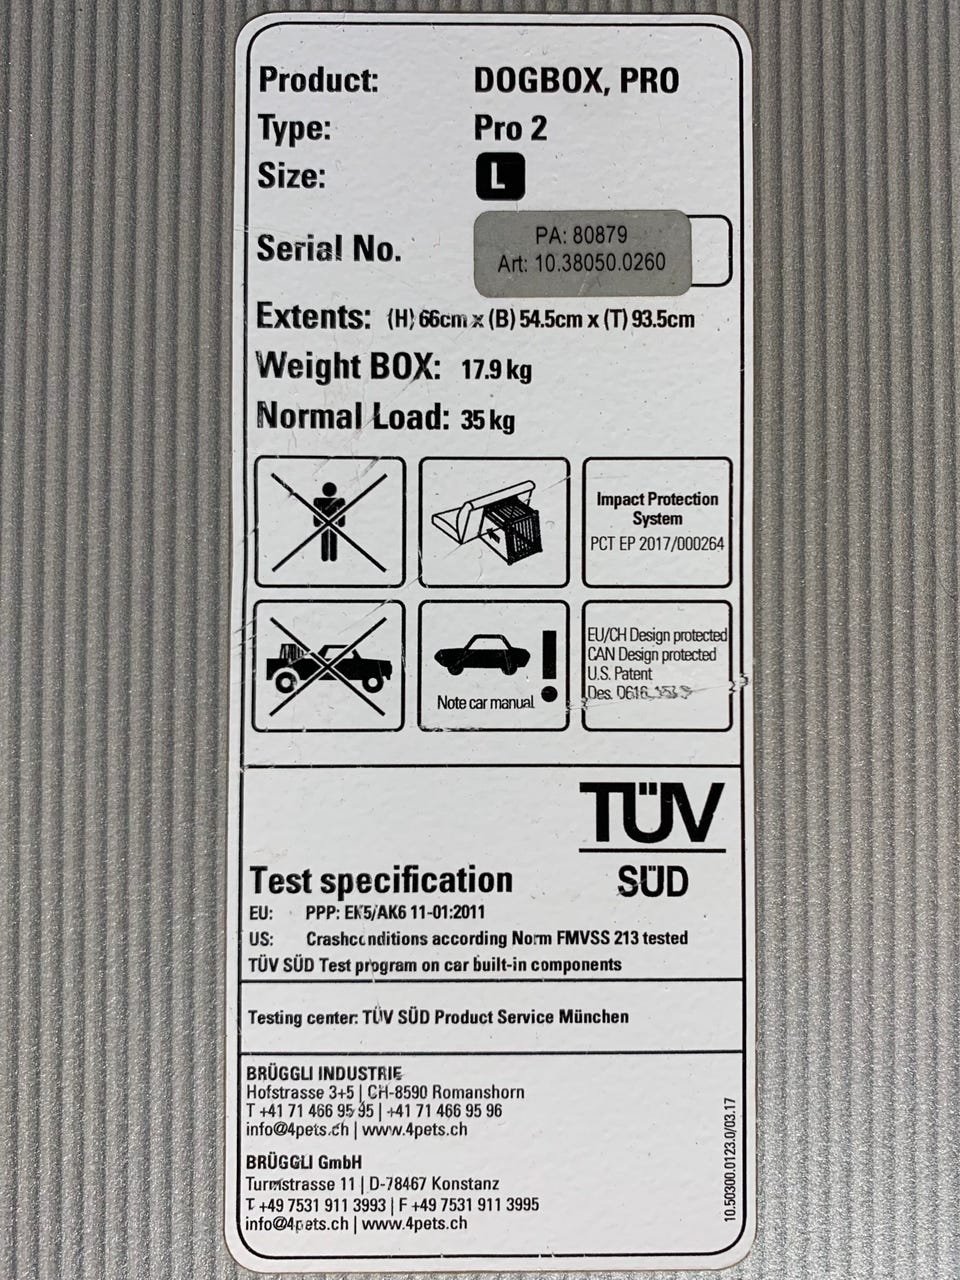 Product: DOGBOX, PRO
Type: Pro 2
Size: L
Serial No. PA: 80879
Art: 10.38050.0260
Extents: (H) 66cm x (B) 54.5cm x (T) 93.5cm
Weight BOX: 17.9 kg
Normal Load: 35 kg
Impact Protection
System
PCT EP 2017/000264
Note car manual !
EU/CH Design protected
CAN Design protected
U.S. Patent
Des.
TÜV
SÜD
Test specification
EU: PPP: EK5/AK6 11-01:2011
US: Crashconditions according Norm FMVSS 213 tested
TÜV SÜD Test program on car built-in components
Testing center: TÜV SÜD Product Service München
BRÜGGLI INDUSTRIE
Hofstrasse 3+5 | CH-8590 Romanshorn
T +41 71 466 95 95 | +41 71 466 95 96
info@4pets.ch | www.4pets.ch
BRÜGGLI GmbH
Turmstrasse 11 | D-78467 Konstanz
T +49 7531 911 3993 | F +49 7531 911 3995
info@4pets.ch | www.4pets.ch
10.50300.0123.0/03.17